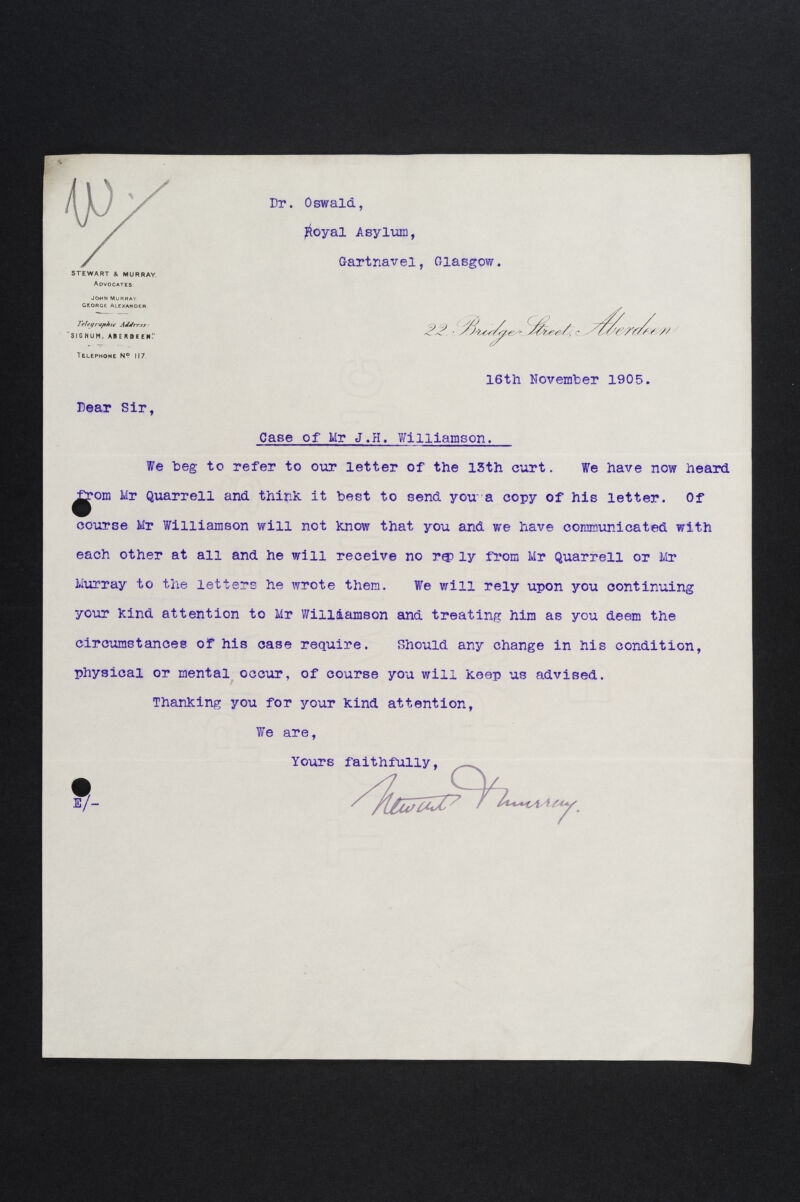 W./
Dr. Oswald,
Royal Asylum,
Gartnavel, Glasgow.
STEWART & MURRAY.
ADVOCATES.
JOHN MURRAY.
GEORGE ALEXANDER.
Telegraphic Address:
"SIGNUM, ABERDEEN."
TELEPHONE No 117.
22. Bridge Street, Aberdeen
16th November 1905.
Dear Sir,
Case of Mr J.H. Williamson.
We beg to refer to our letter of the 13th curt. We have now heard
from Mr Quarrell and think it best to send you a copy of his letter. Of
course Mr Williamson will not know that you and we have communicated with
each other at all and he will receive no reply from Mr Quarrell or Mr
Murray to the letters he wrote them. We will rely upon you continuing
your kind attention to Mr Williamson and treating him as you deem the
circumstances of his case require. Should any change in his condition,
physical or mental, occur, of course you will keep us advised.
Thanking you for your kind attention,
We are,
Yours faithfully,
Stewart & Murray.
E/-